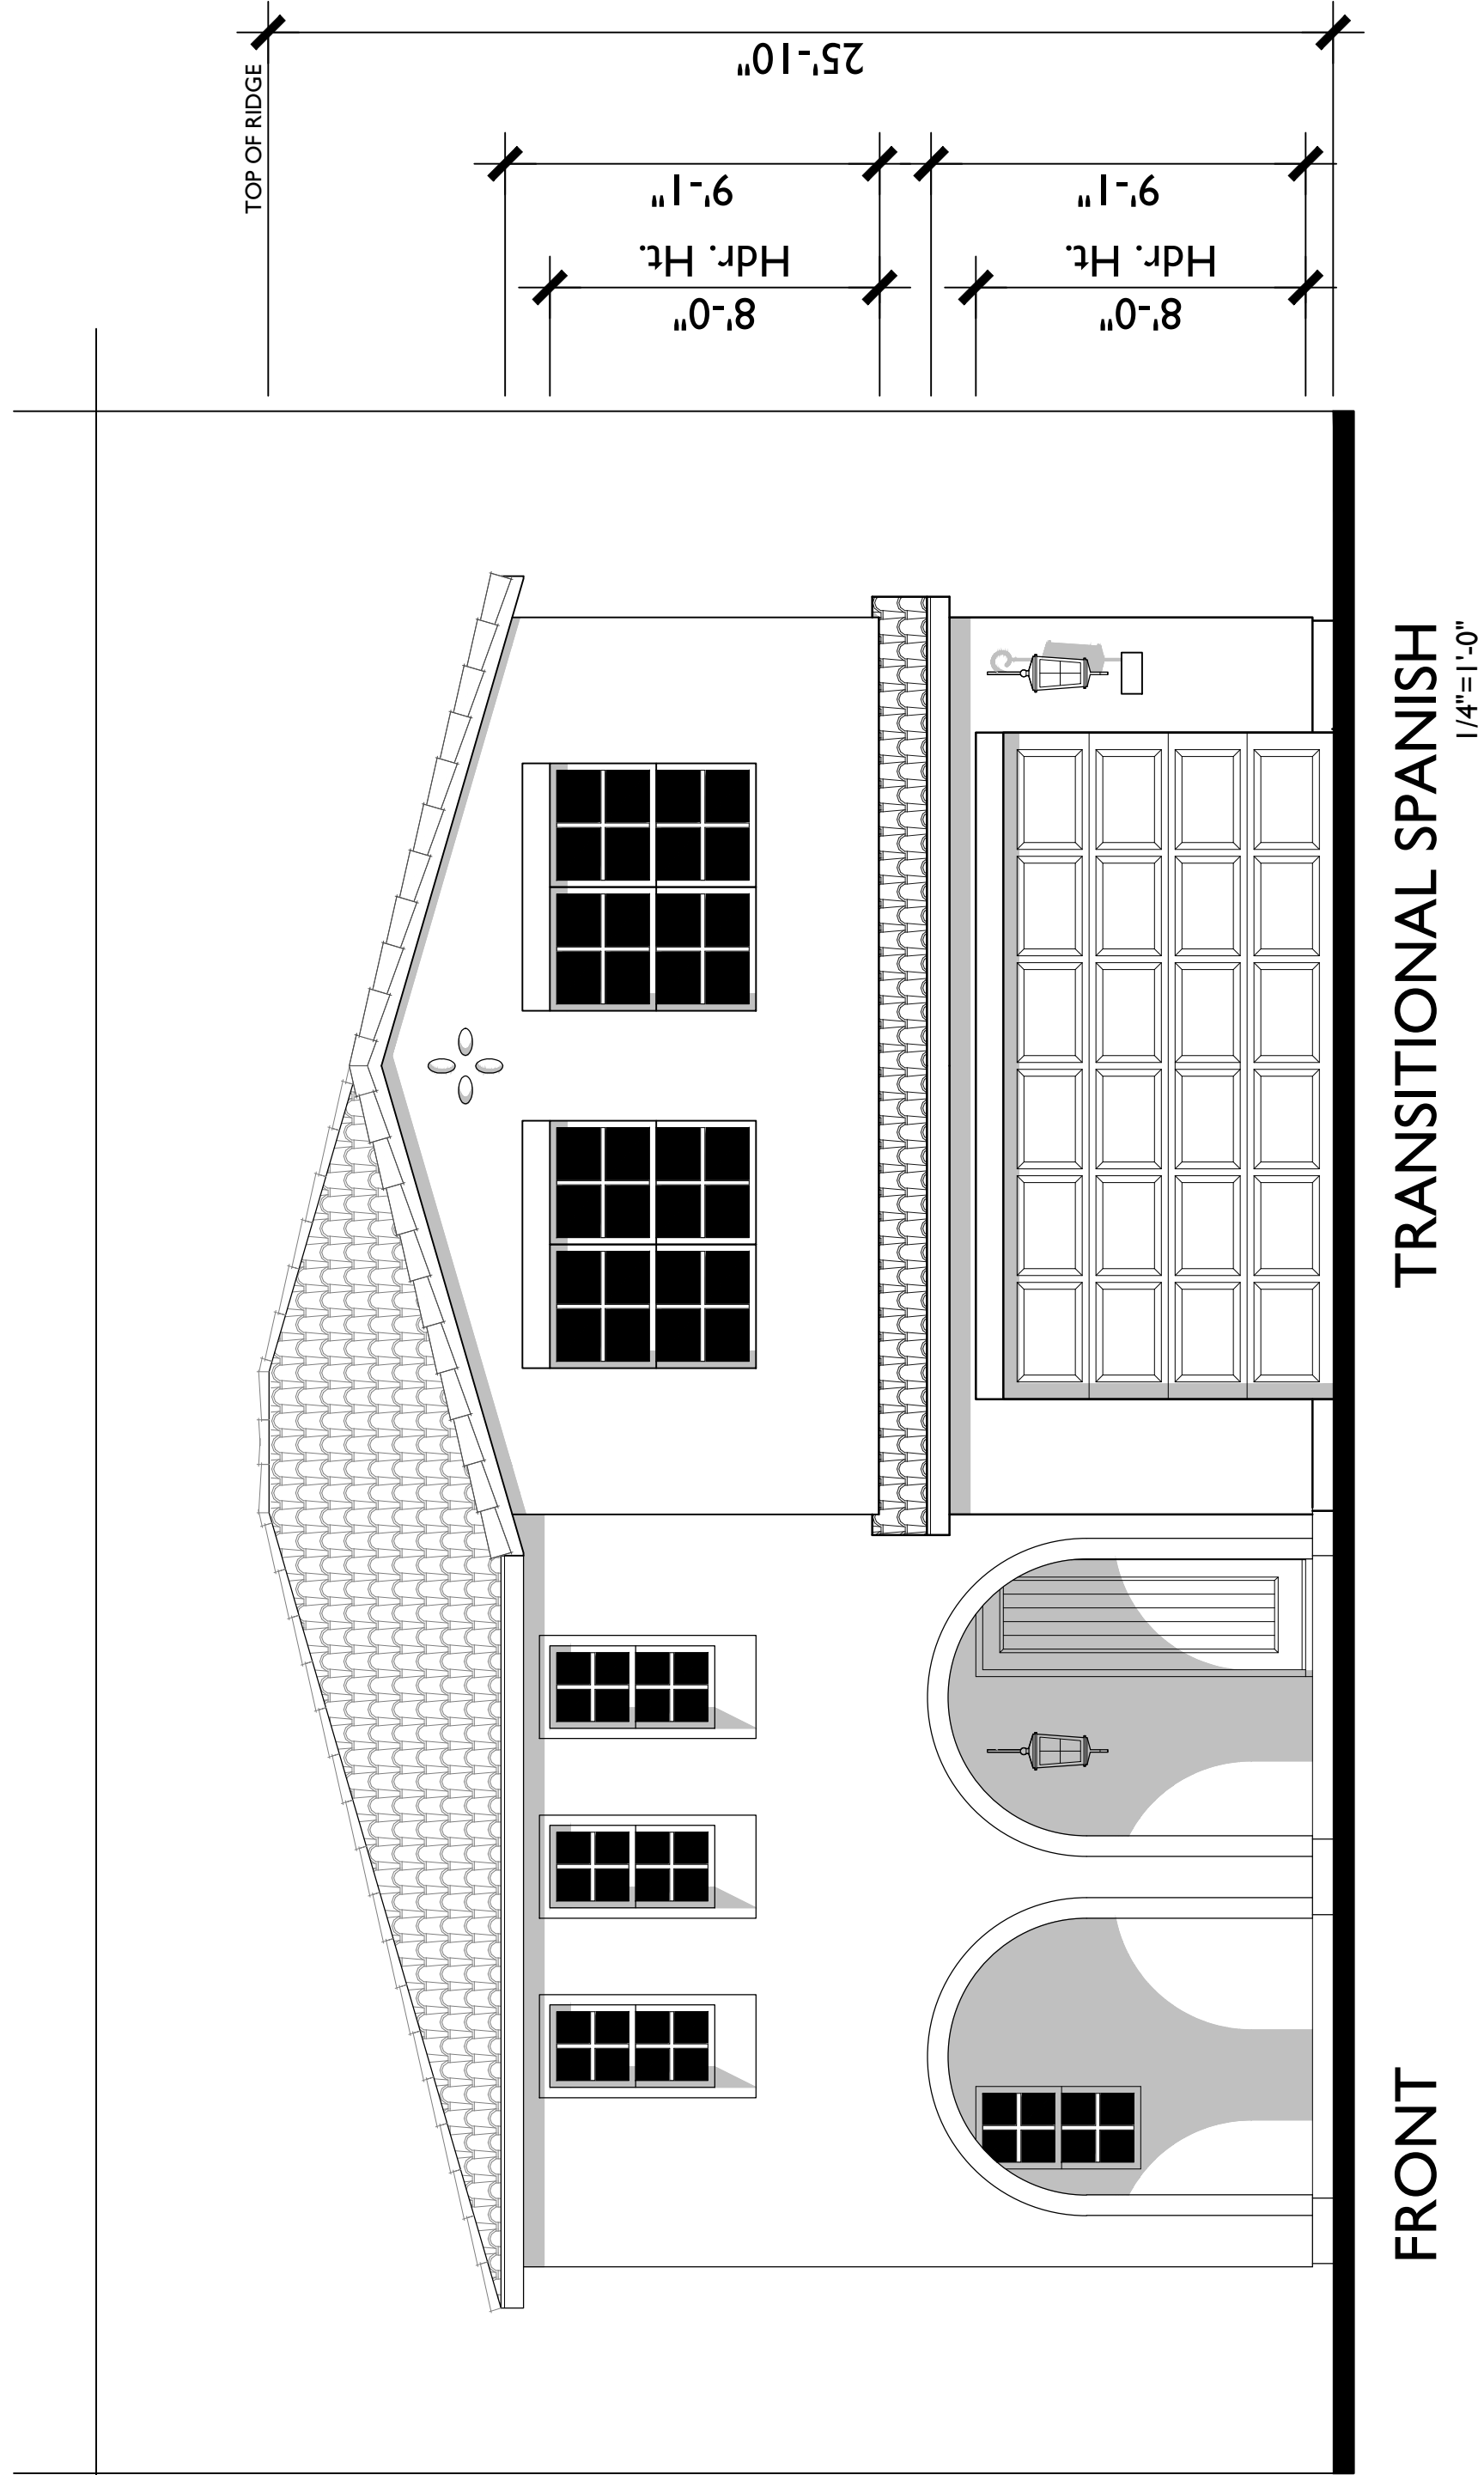 TOP OF RIDGE
25'-10"
9'-1"
9'-1"
Hdr. Ht.
8'-0"
Hdr. Ht.
8'-0"
FRONT
TRANSITIONAL SPANISH
1/4"=1'-0"